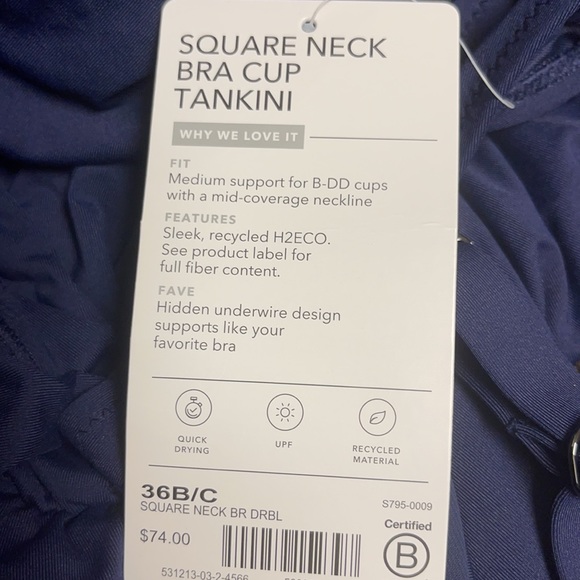 SQUARE NECK
BRA CUP
TANKINI
WHY WE LOVE IT
FIT
Medium support for B-DD cups
with a mid-coverage neckline
FEATURES
Sleek, recycled H2ECO.
See product label for
full fiber content.
FAVE
Hidden underwire design
supports like your
favorite bra
QUICK
DRYING
UPF
RECYCLED
MATERIAL
36B/C
S795-0009
SQUARE NECK BR DRBL
$74.00
Certified
B
531213-03-2-4566